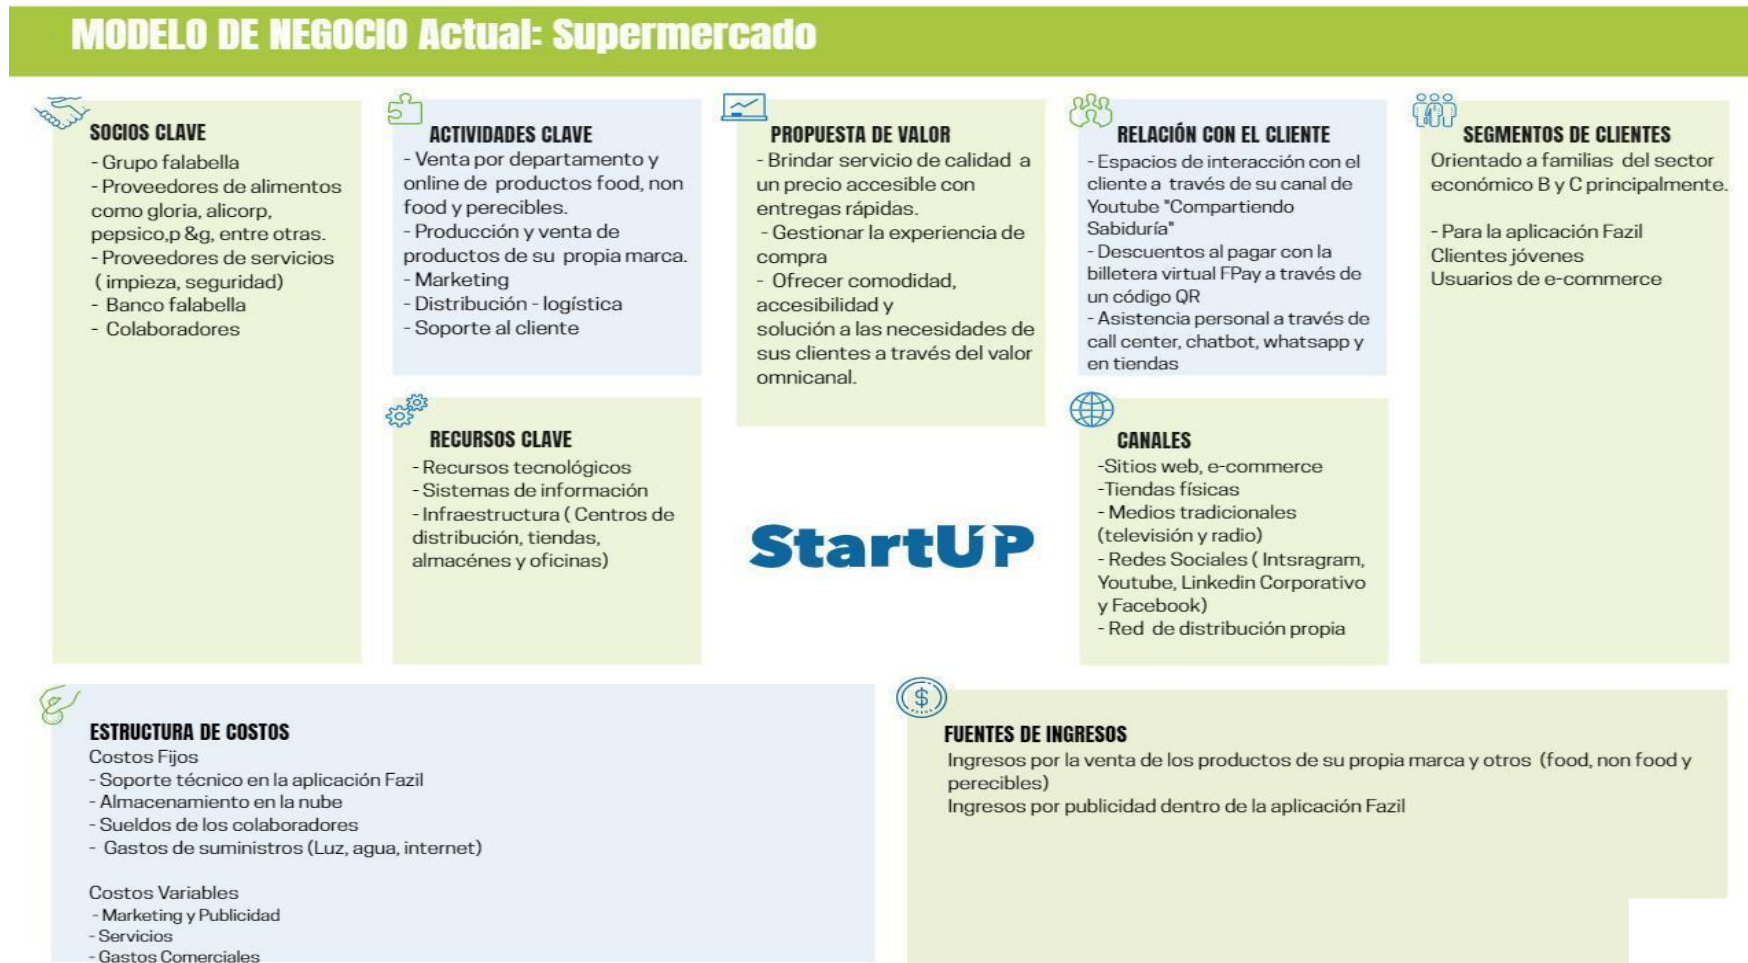 MODELO DE NEGOCIO Actual: Supermercado
SOCIOS CLAVE
- Grupo falabella
- Proveedores de alimentos
como gloria, alicorp,
pepsico,p &g, entre otras.
- Proveedores de servicios
( impieza, seguridad)
- Banco falabella
- Colaboradores
ACTIVIDADES CLAVE
- Venta por departamento y
online de productos food, non
food y perecibles.
- Producción y venta de
productos de su propia marca.
- Marketing
- Distribución - logística
- Soporte al cliente
RECURSOS CLAVE
- Recursos tecnológicos
- Sistemas de información
- Infraestructura ( Centros de
distribución, tiendas,
almacénes y oficinas)
PROPUESTA DE VALOR
- Brindar servicio de calidad a
un precio accesible con
entregas rápidas.
- Gestionar la experiencia de
compra
- Ofrecer comodidad,
accesibilidad y
solución a las necesidades de
sus clientes a través del valor
omnicanal.
StartUP
RELACIÓN CON EL CLIENTE
- Espacios de interacción con el
cliente a través de su canal de
Youtube "Compartiendo
Sabiduría"
- Descuentos al pagar con la
billetera virtual FPay a través de
un código QR
- Asistencia personal a través de
call center, chatbot, whatsapp y
en tiendas
CANALES
-Sitios web, e-commerce
-Tiendas físicas
- Medios tradicionales
(televisión y radio)
- Redes Sociales ( Intsragram,
Youtube, Linkedin Corporativo
y Facebook)
- Red de distribución propia
SEGMENTOS DE CLIENTES
Orientado a familias del sector
económico B y C principalmente.
- Para la aplicación Fazil
Clientes jóvenes
Usuarios de e-commerce
ESTRUCTURA DE COSTOS
Costos Fijos
- Soporte técnico en la aplicación Fazil
- Almacenamiento en la nube
- Sueldos de los colaboradores
- Gastos de suministros (Luz, agua, internet)
Costos Variables
- Marketing y Publicidad
- Servicios
- Gastos Comerciales
$
FUENTES DE INGRESOS
Ingresos por la venta de los productos de su propia marca y otros (food, non food y
perecibles)
Ingresos por publicidad dentro de la aplicación Fazil